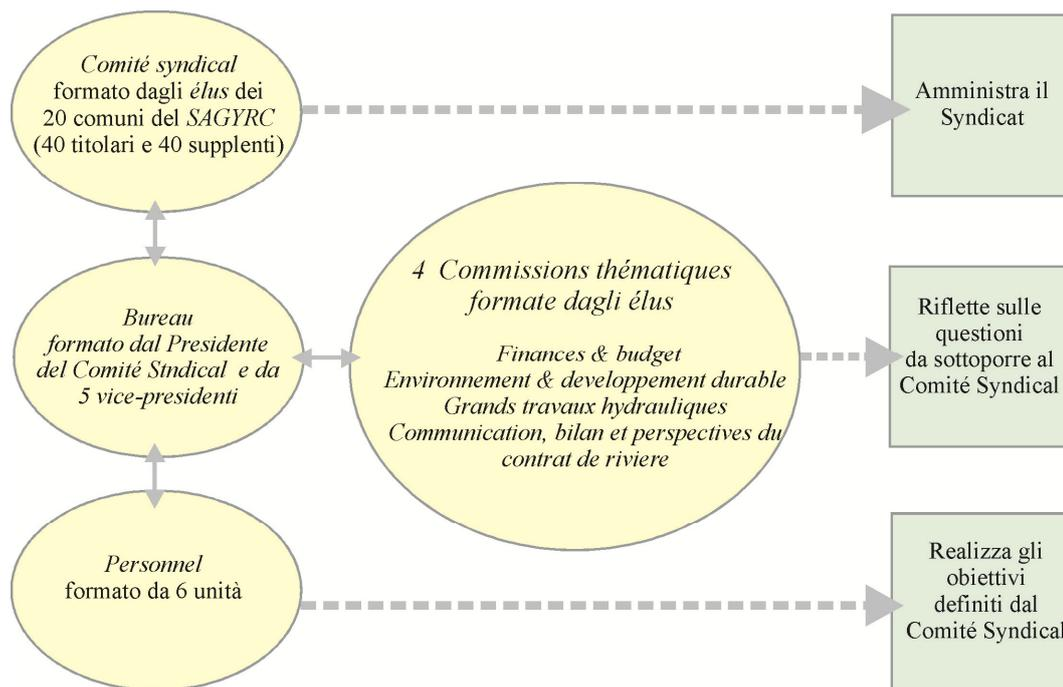 Comité syndical
formato dagli élus dei
20 comuni del SAGYRC
(40 titolari e 40 supplenti)
Amministra il
Syndicat
4 Commissions thématiques
formate dagli élus
Finances & budget
Environnement & developpement durable
Grands travaux hydrauliques
Communication, bilan et perspectives du
contrat de riviere
Bureau
formato dal Presidente
del Comité Stndical e da
5 vice-presidenti
Riflette sulle
questioni
da sottoporre al
Comité Syndical
Personnel
formato da 6 unità
Realizza gli
obiettivi
definiti dal
Comité Syndical